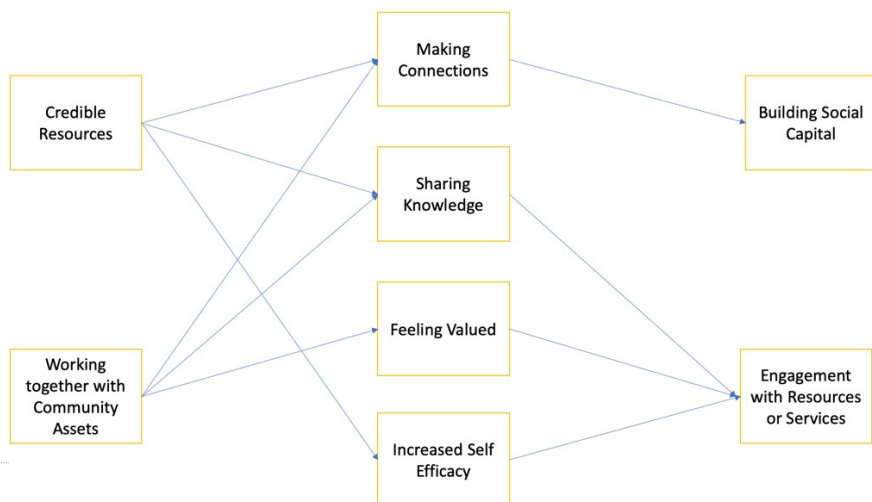 Making
Connections
Credible
Resources
Building Social
Capital
Sharing
Knowledge
Feeling Valued
Working
together with
Community
Assets
Engagement
with Resources
or Services
Increased Self
Efficacy